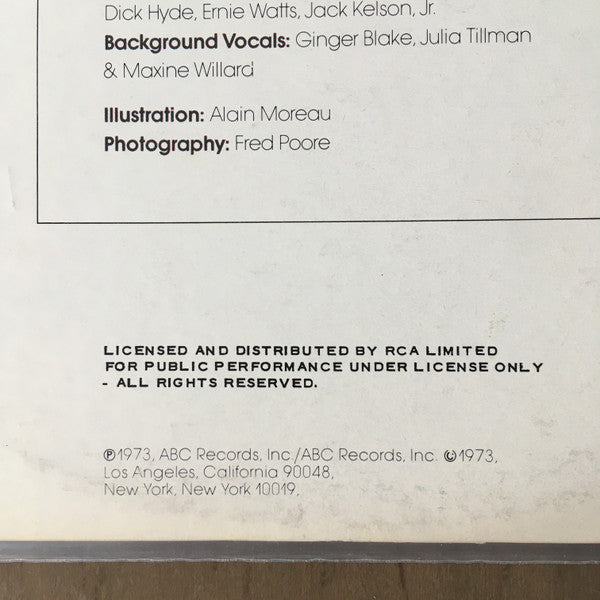 Dick Hyde, Ernie Watts, Jack Kelson, Jr.
Background Vocals: Ginger Blake, Julia Tillman
& Maxine Willard
Illustration: Alain Moreau
Photography: Fred Poore
LICENSED AND DISTRIBUTED BY RCA LIMITED
FOR PUBLIC PERFORMANCE UNDER LICENSE ONLY
- ALL RIGHTS RESERVED.
℗1973, ABC Records, Inc./ABC Records, Inc. ©1973,
Los Angeles, California 90048,
New York, New York 10019,